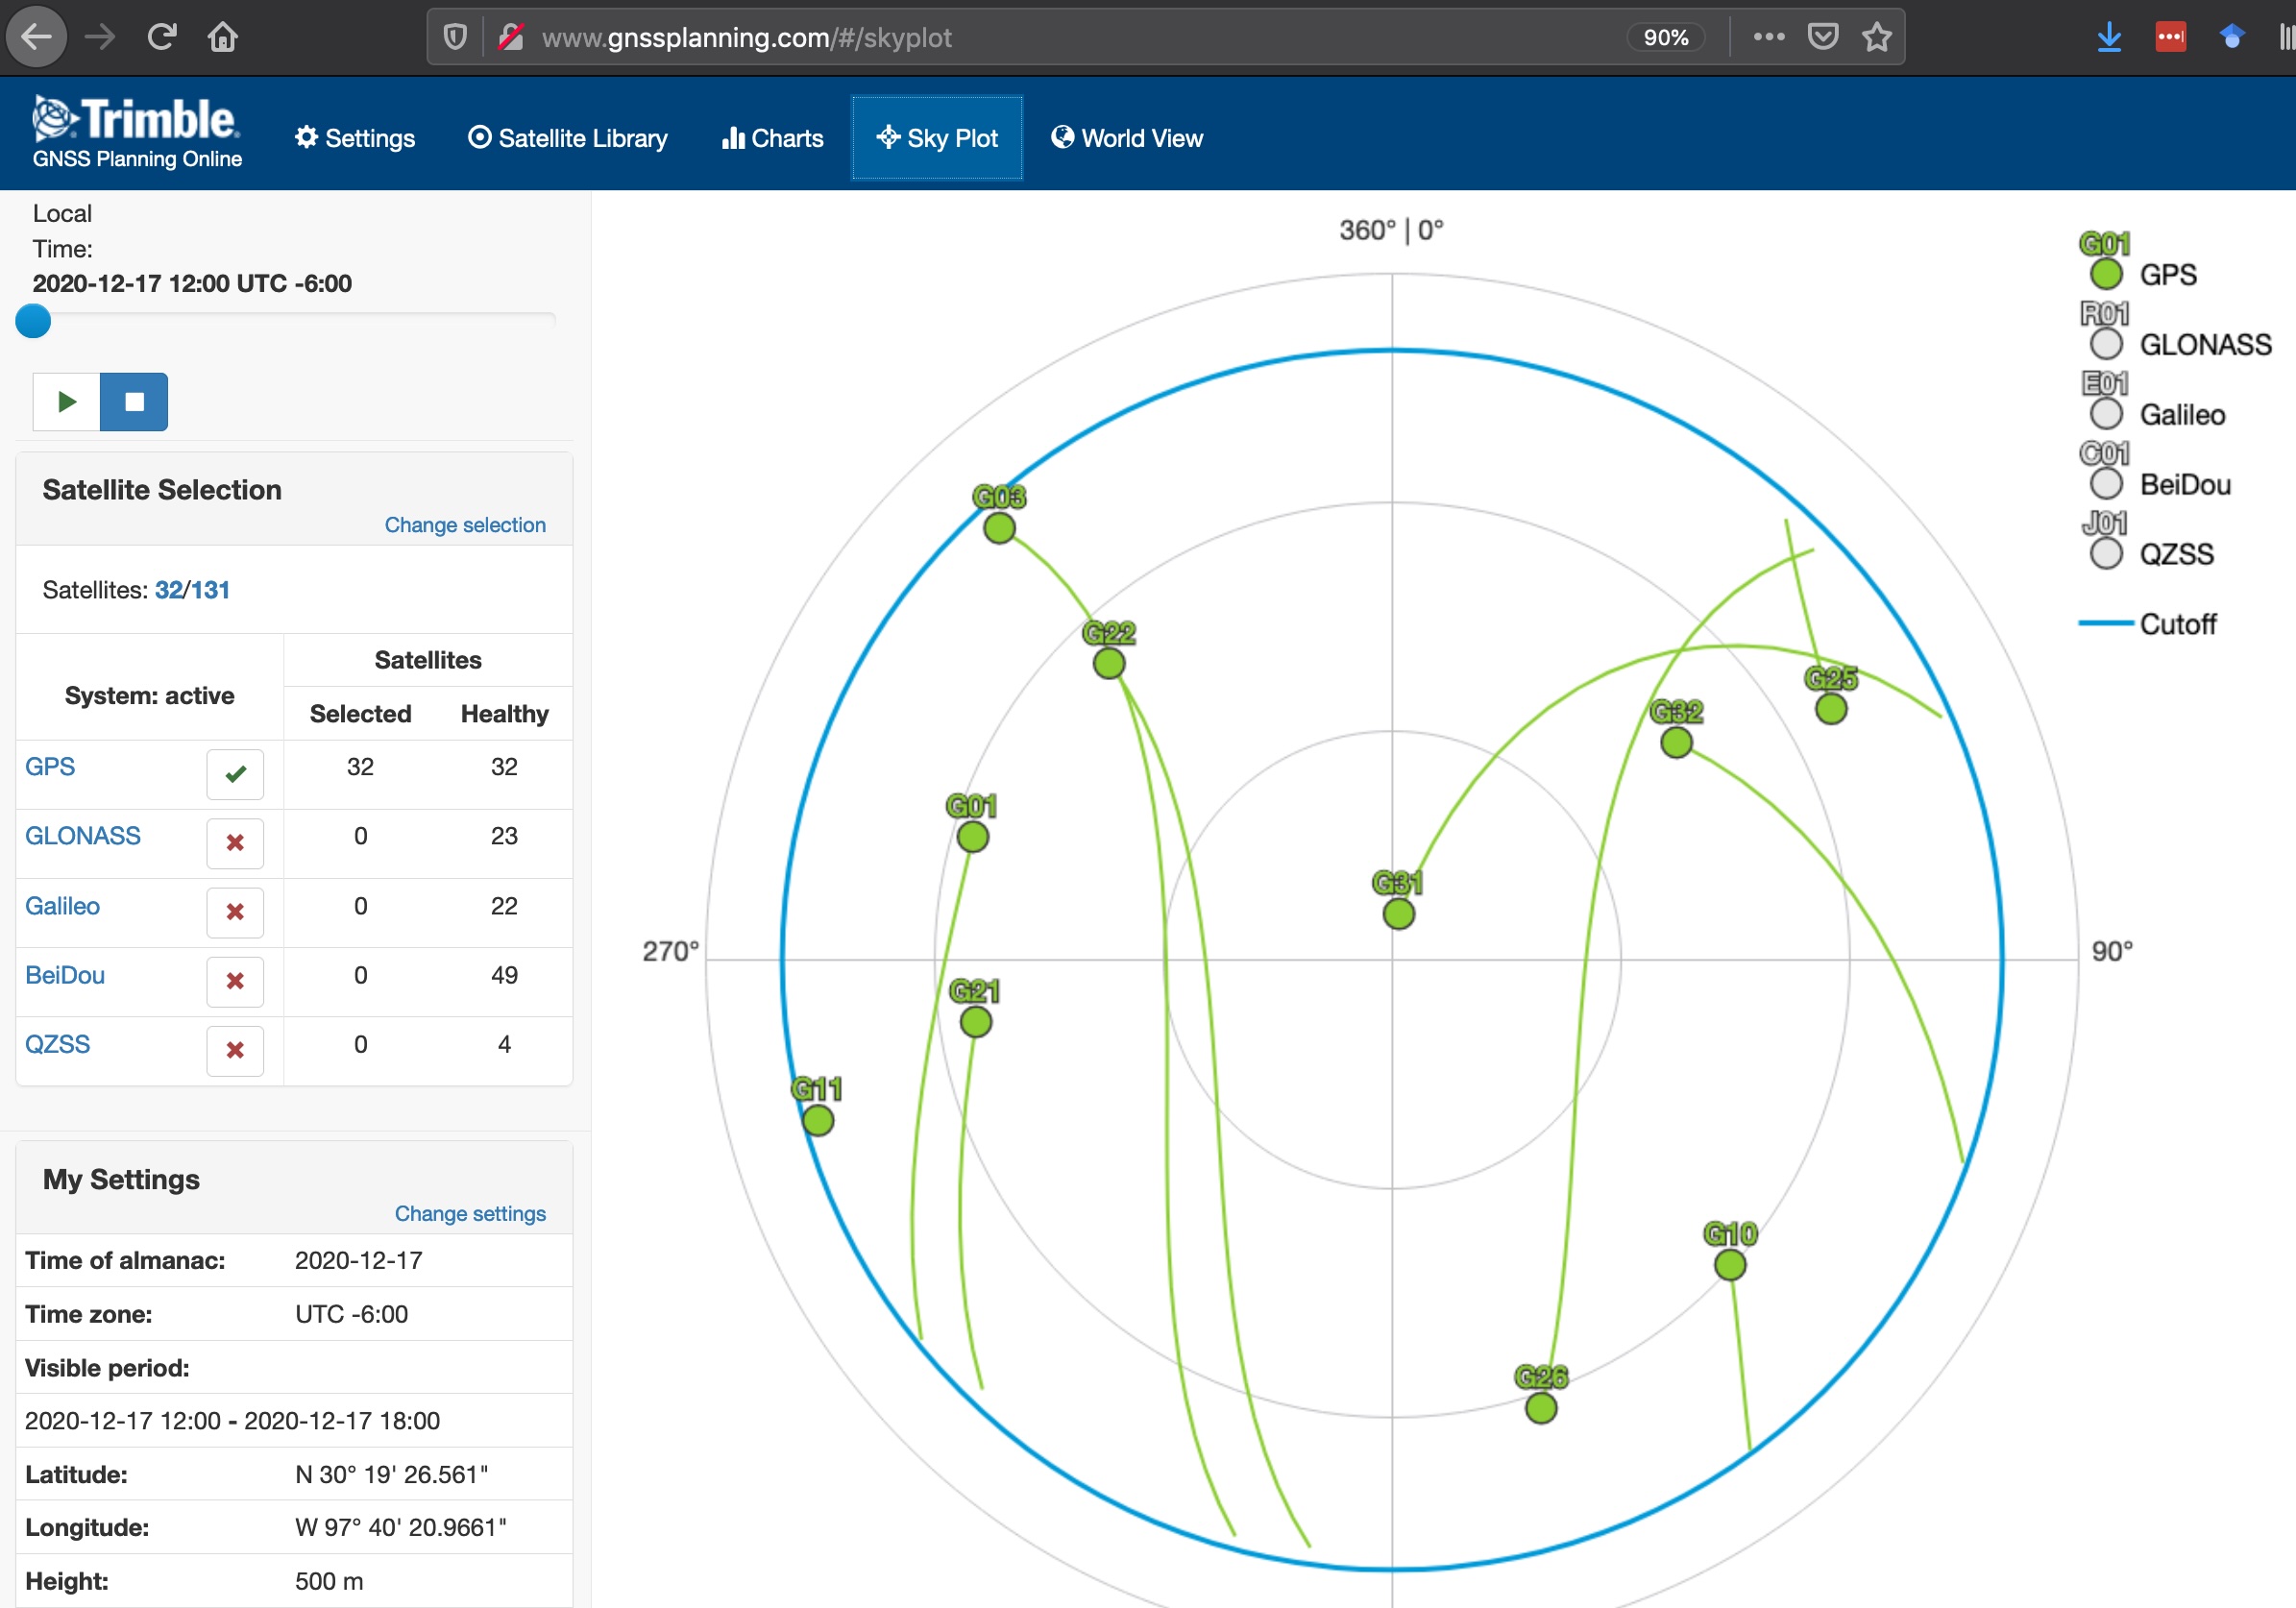 www.gnssplanning.com/#/skyplot
90%
Trimble.
GNSS Planning Online
Settings
Satellite Library
Charts
Sky Plot
World View
Local
Time:
2020-12-17 12:00 UTC -6:00
Satellite Selection
Change selection
Satellites: 32/131
System: active
Satellites
Selected
Healthy
GPS 32 32
GLONASS 0 23
Galileo 0 22
BeiDou 0 49
QZSS 0 4
My Settings
Change settings
Time of almanac: 2020-12-17
Time zone: UTC -6:00
Visible period:
2020-12-17 12:00 - 2020-12-17 18:00
Latitude: N 30° 19' 26.561"
Longitude: W 97° 40' 20.9661"
Height: 500 m
360° | 0°
G03
G22
G25
G32
G01
G31
270°
90°
G21
G11
G10
G26
G01
GPS
R01
GLONASS
E01
Galileo
C01
BeiDou
J01
QZSS
Cutoff